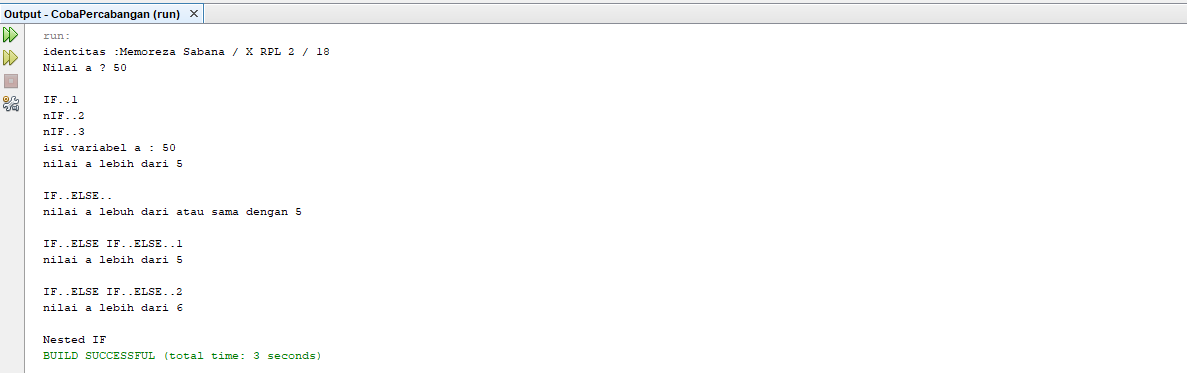 Output - CobaPercabangan (run)
run:
identitas :Memoreza Sabana / X RPL 2 / 18
Nilai a ? 50
IF..1
nIF..2
nIF..3
isi variabel a : 50
nilai a lebih dari 5
IF..ELSE..
nilai a lebuh dari atau sama dengan 5
IF..ELSE IF..ELSE..1
nilai a lebih dari 5
IF..ELSE IF..ELSE..2
nilai a lebih dari 6
Nested IF
BUILD SUCCESSFUL (total time: 3 seconds)